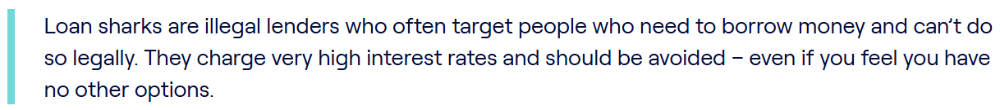 Loan sharks are illegal lenders who often target people who need to borrow money and can’t do
so legally. They charge very high interest rates and should be avoided – even if you feel you have
no other options.